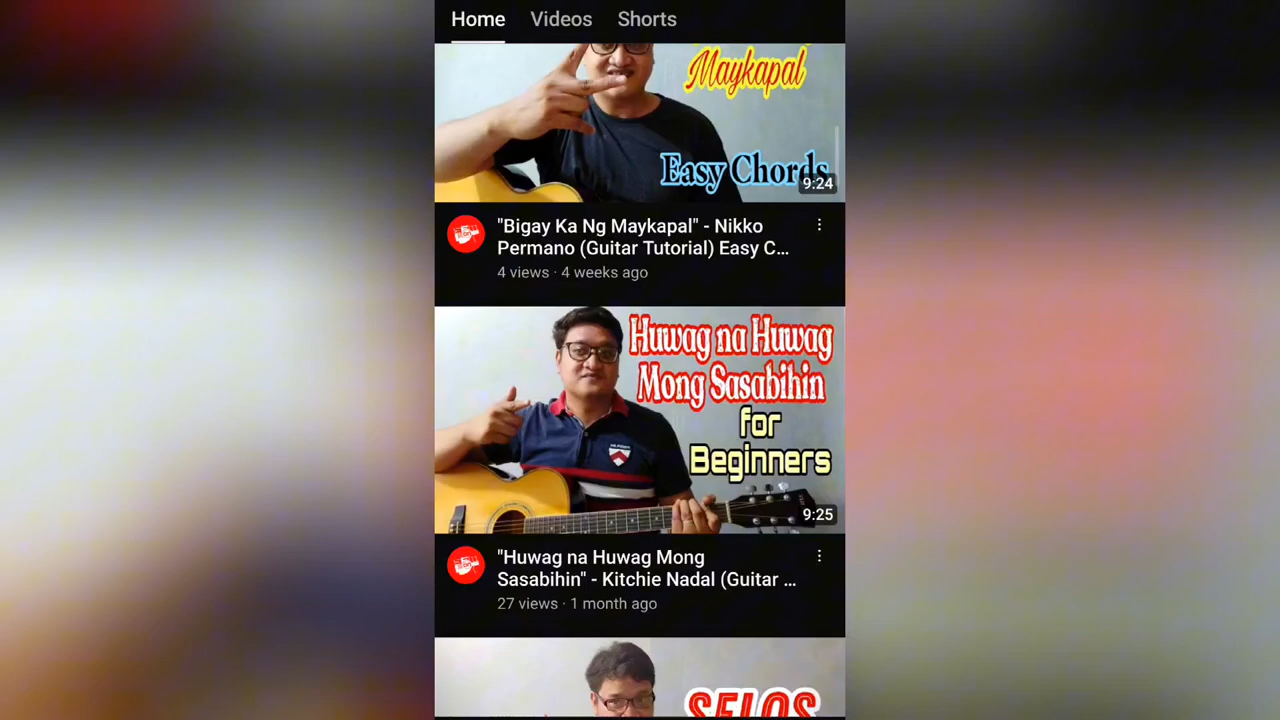 Home Videos Shorts
Maykapal
Easy Chords
9:24
"Bigay Ka Ng Maykapal" - Nikko
Permano (Guitar Tutorial) Easy C...
4 views · 4 weeks ago
Huwag na Huwag
Mong Sasabihin
for
Beginners
9:25
"Huwag na Huwag Mong
Sasabihin" - Kitchie Nadal (Guitar ...
27 views · 1 month ago
SELOS